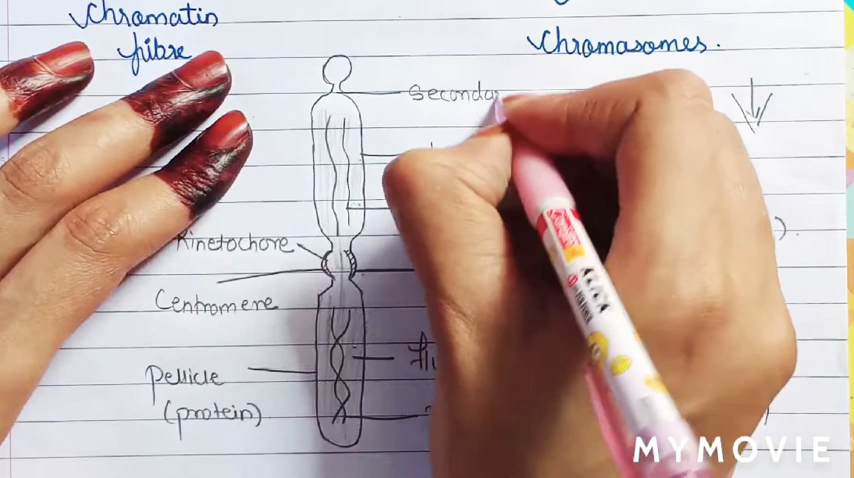 Chromatin
fibre
Chromasomes.
Seconda
Kinetochore
Centromere
pellicle
(protein)
MYMOVIE